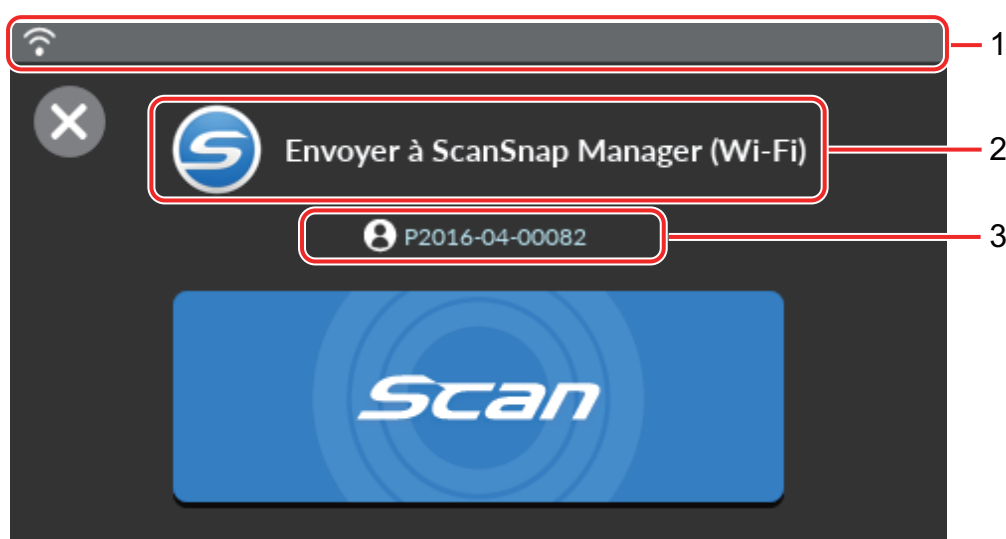 1
Envoyer à ScanSnap Manager (Wi-Fi)
2
P2016-04-00082
3
Scan